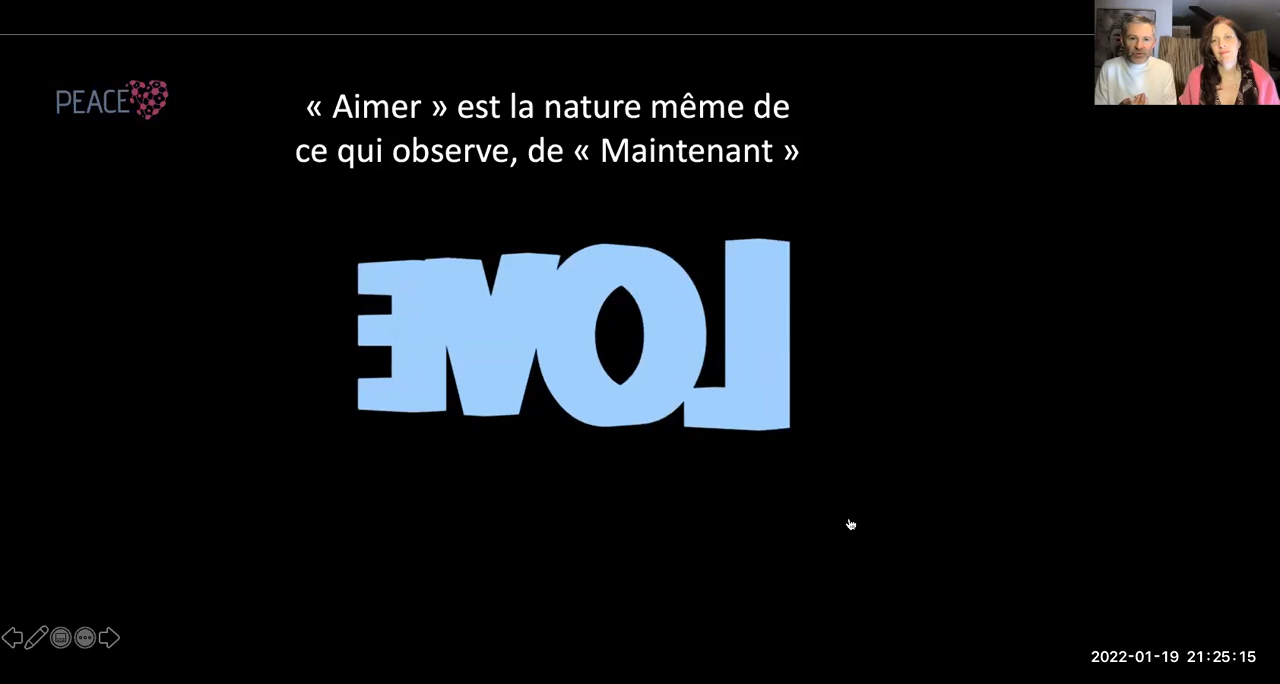 PEACE
« Aimer » est la nature même de
ce qui observe, de « Maintenant »
LOVE
2022-01-19 21:25:15